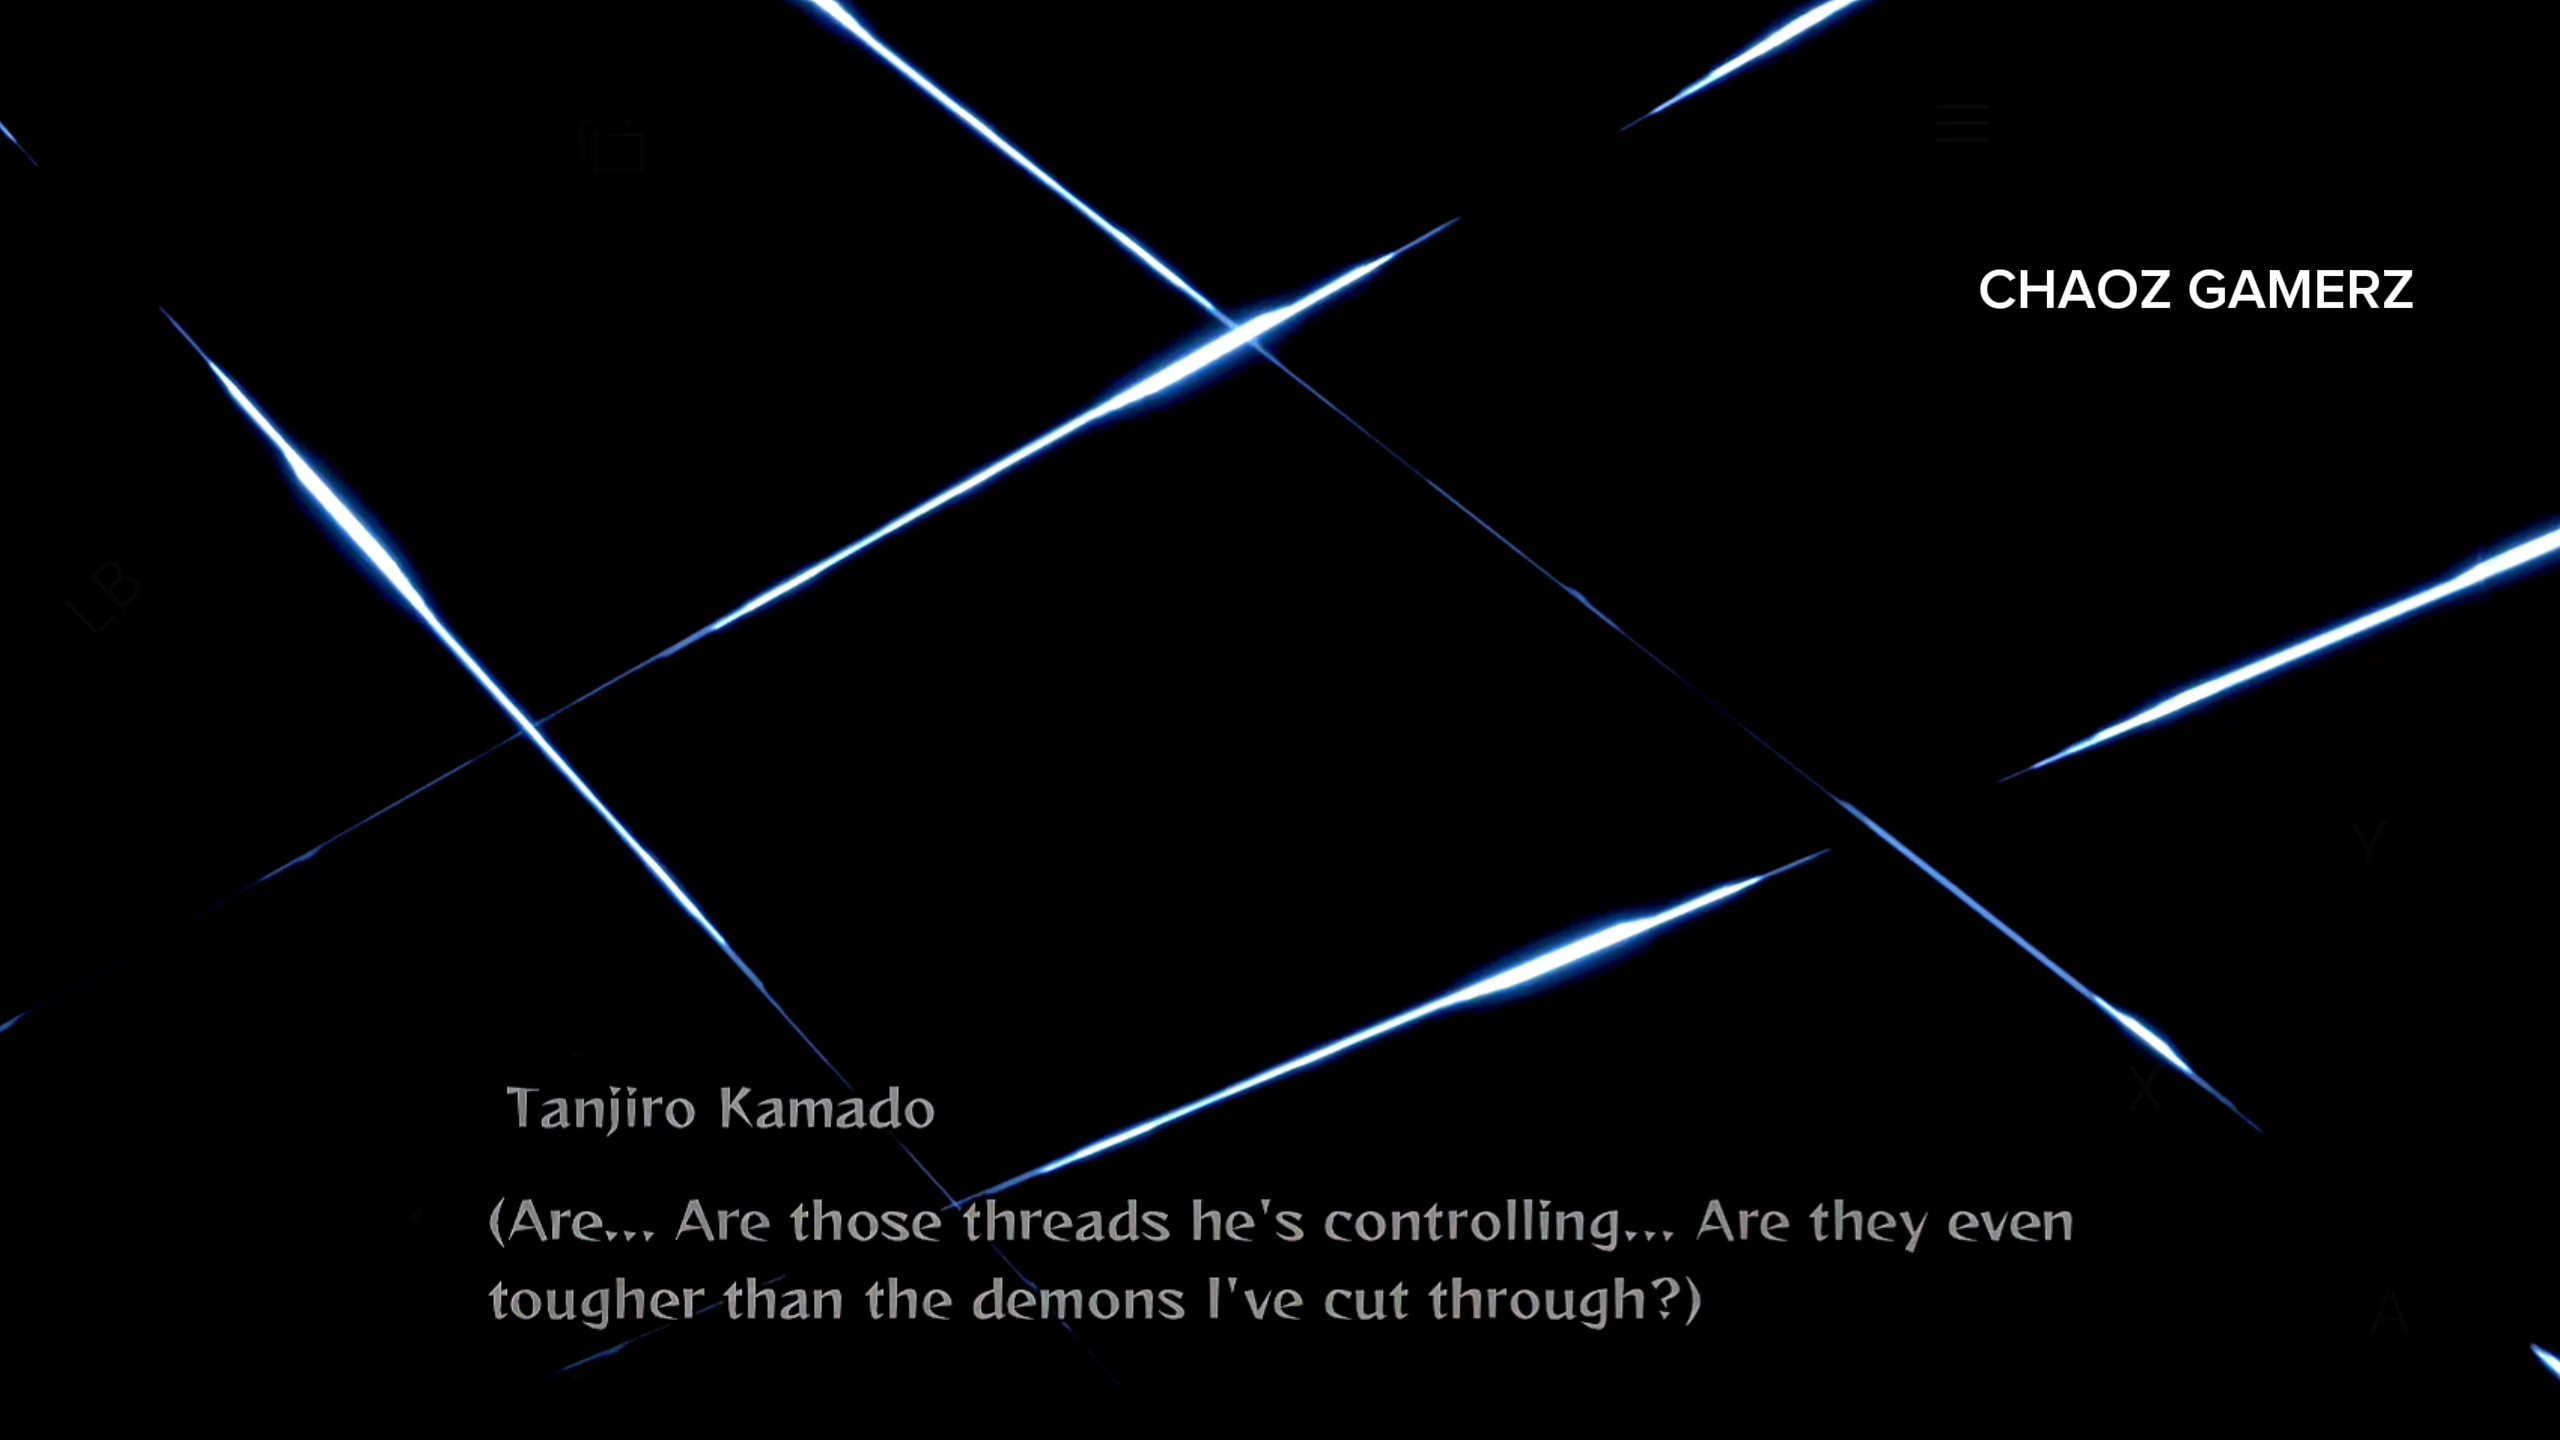 CHAOZ GAMERZ
LB
Y
X
Tanjiro Kamado
(Are... Are those threads he's controlling... Are they even
tougher than the demons I've cut through?)
A